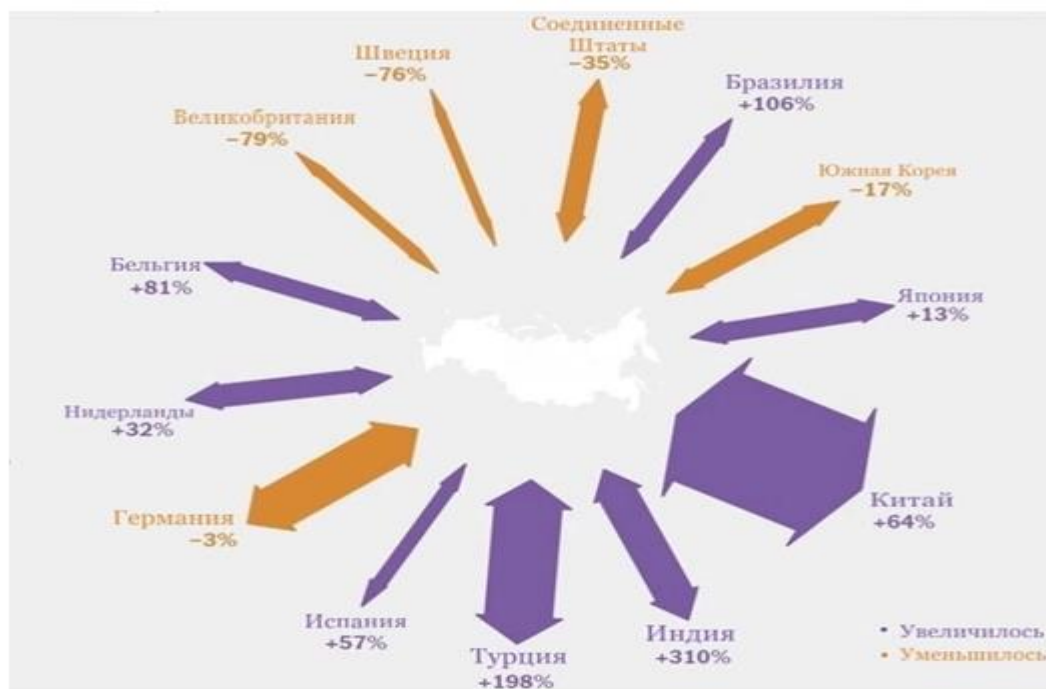 Соединенные
Штаты
−35%
Швеция
−76%
Бразилия
+106%
Великобритания
−79%
Южная Корея
−17%
Бельгия
+81%
Япония
+13%
Нидерланды
+32%
Китай
+64%
Германия
−3%
Испания
+57%
Турция
+198%
Индия
+310%
• Увеличилось
• Уменьшилось